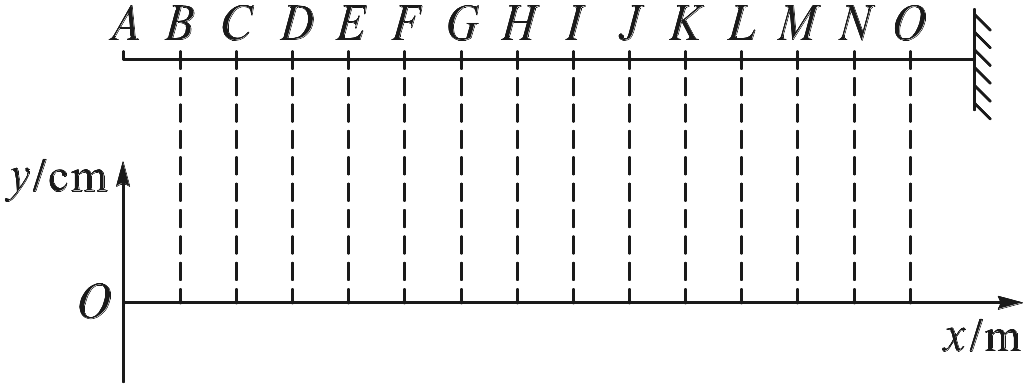 A B C D E F G H I J K L M N O
y/cm
O
x/m